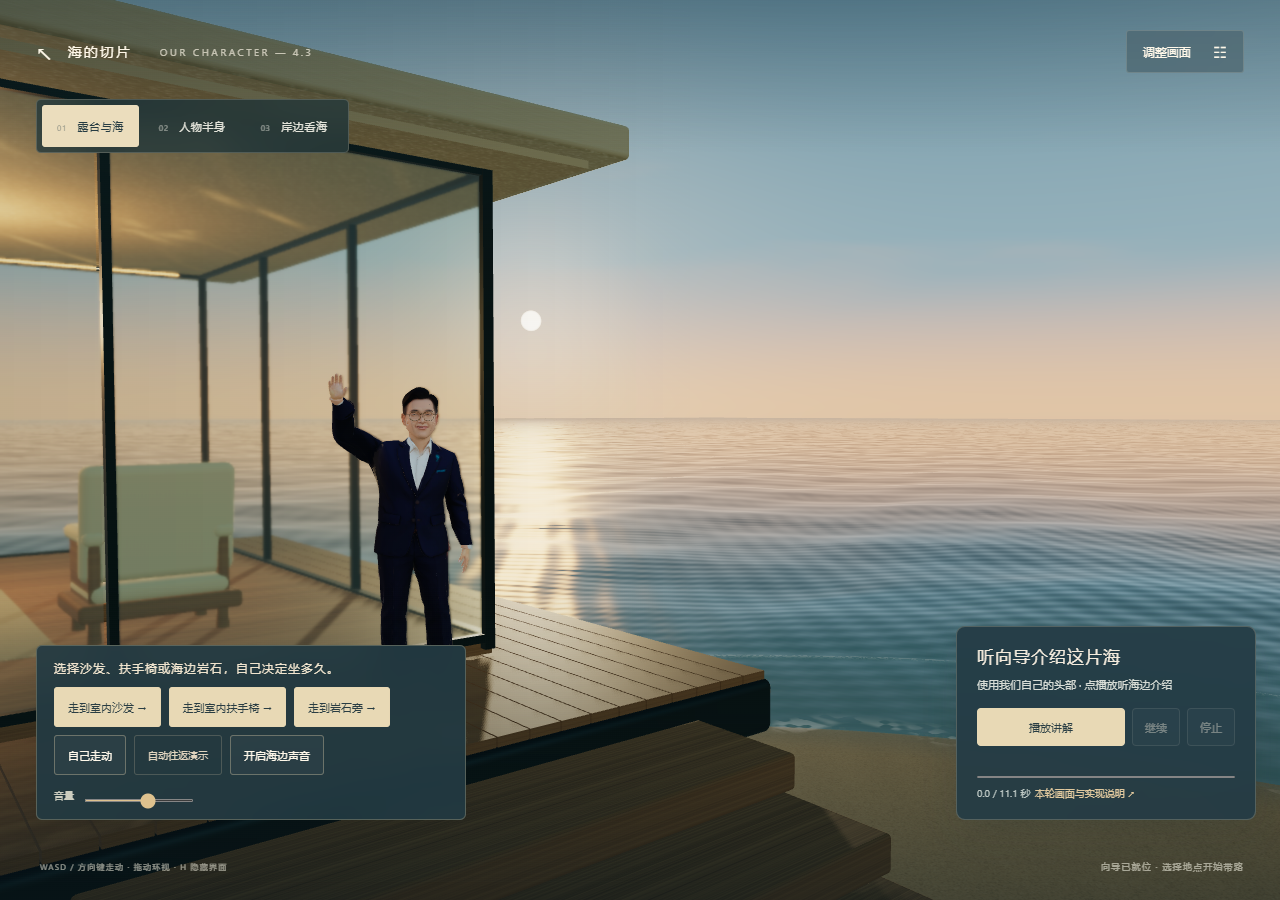 ↖ 海的切片 OUR CHARACTER — 4.3
调整画面
01 露台与海 02 人物半身 03 岸边看海
选择沙发、扶手椅或海边岩石，自己决定坐多久。
走到室内沙发 → 走到室内扶手椅 → 走到岩石旁 →
自己走动 自动往返演示 开启海边声音
音量
听向导介绍这片海
使用我们自己的头部 · 点播放听海边介绍
播放讲解 继续 停止
0.0 / 11.1 秒 本轮画面与实现说明 ↗
WASD / 方向键走动 · 拖动环视 · H 隐藏界面
向导已就位 · 选择地点开始带路